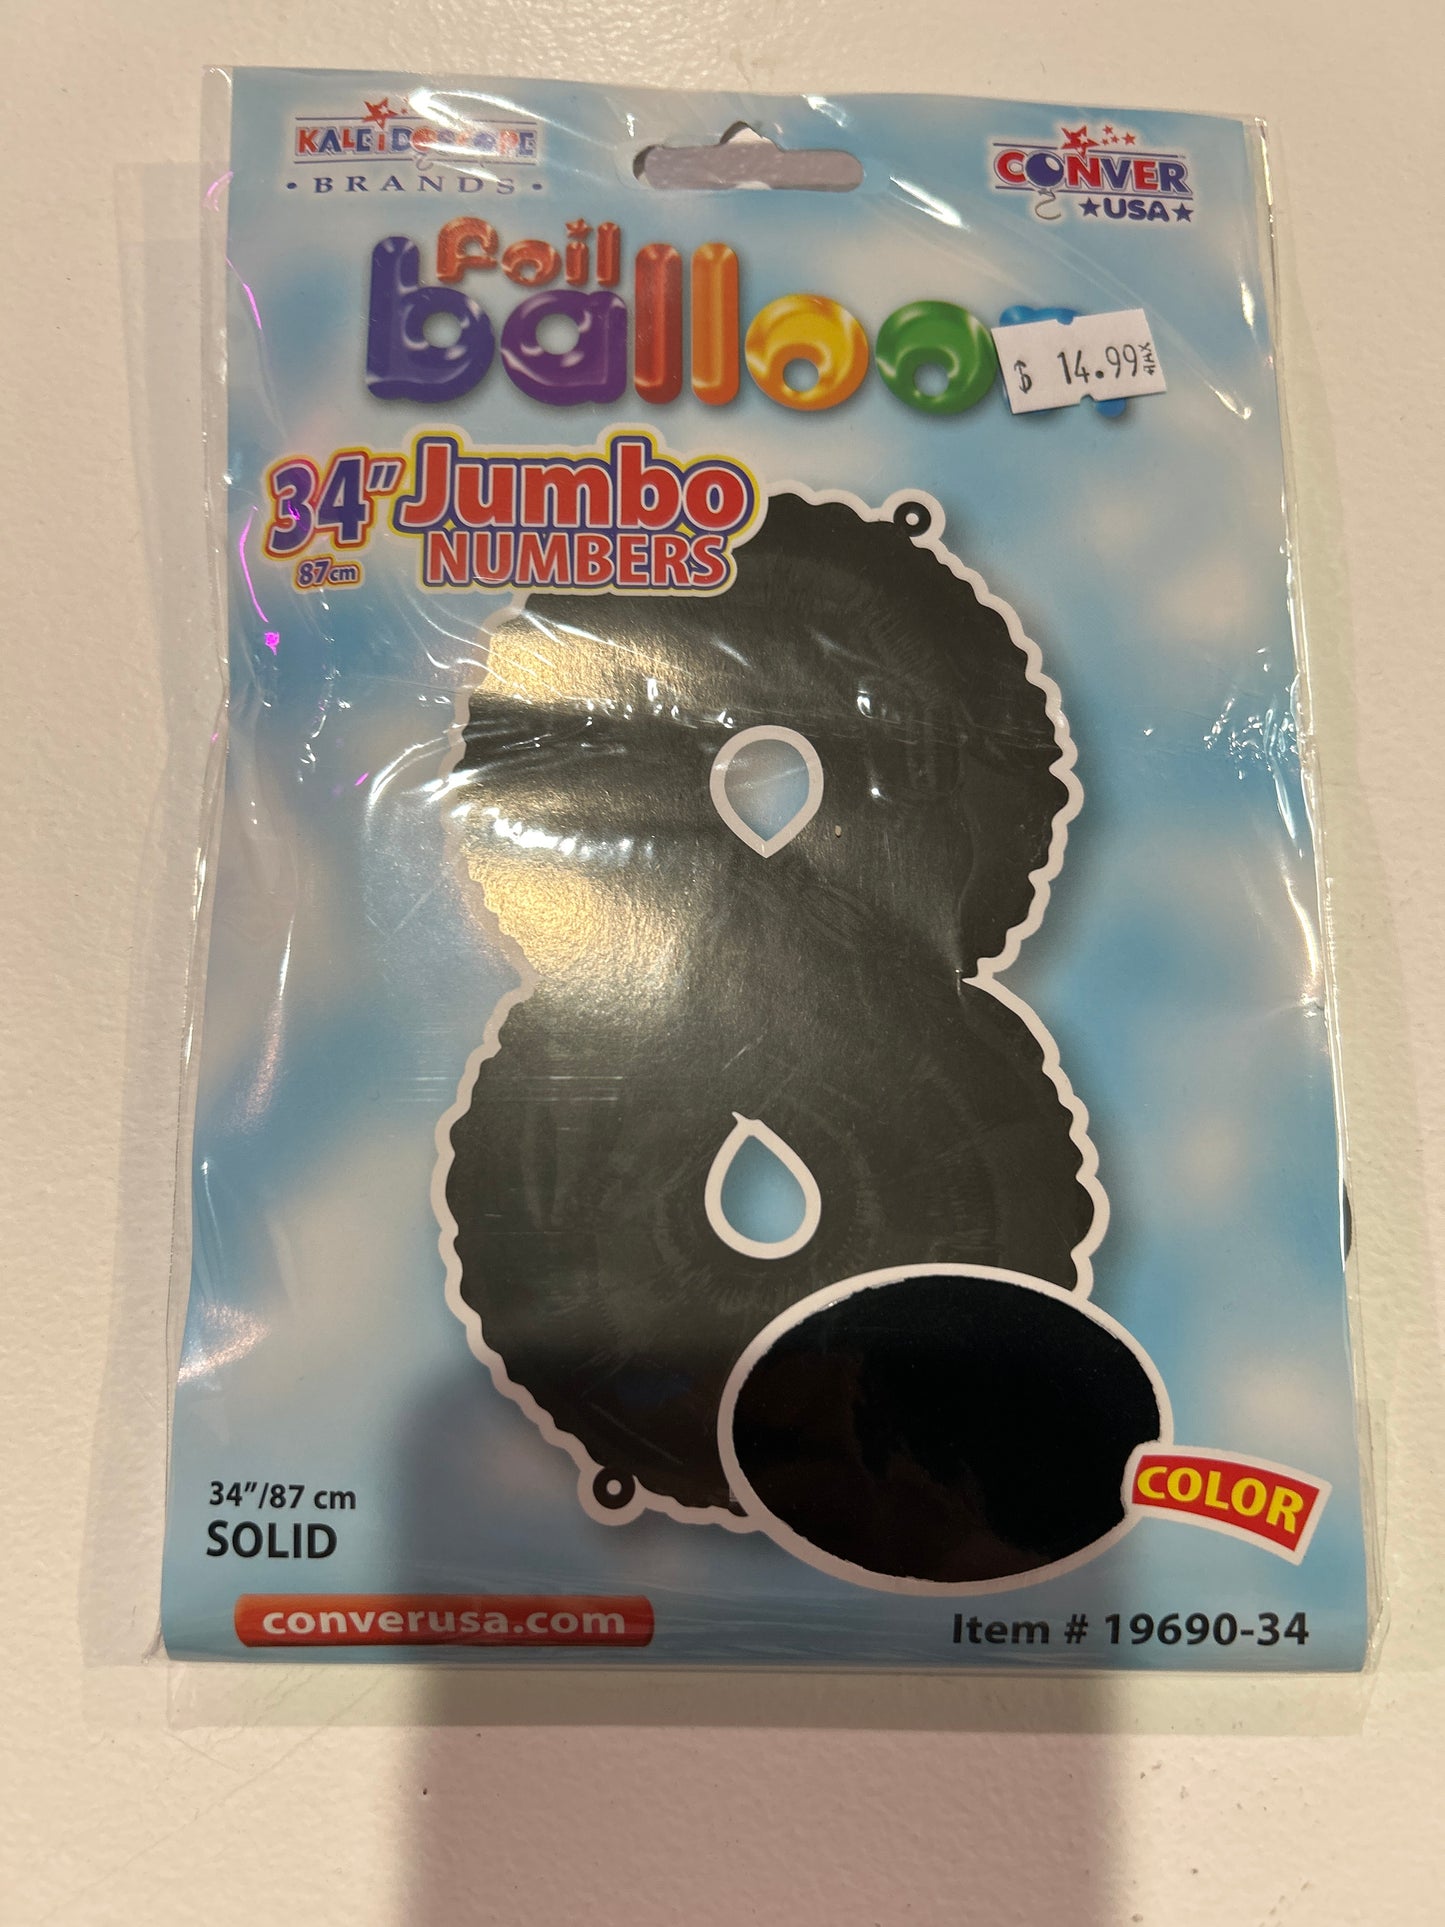 KALEIDOSCOPE
• BRANDS •
CONVER
★USA★
Foil
balloon
$ 14.99
34" Jumbo
87cm NUMBERS
34"/87 cm
SOLID
COLOR
converusa.com
Item # 19690-34